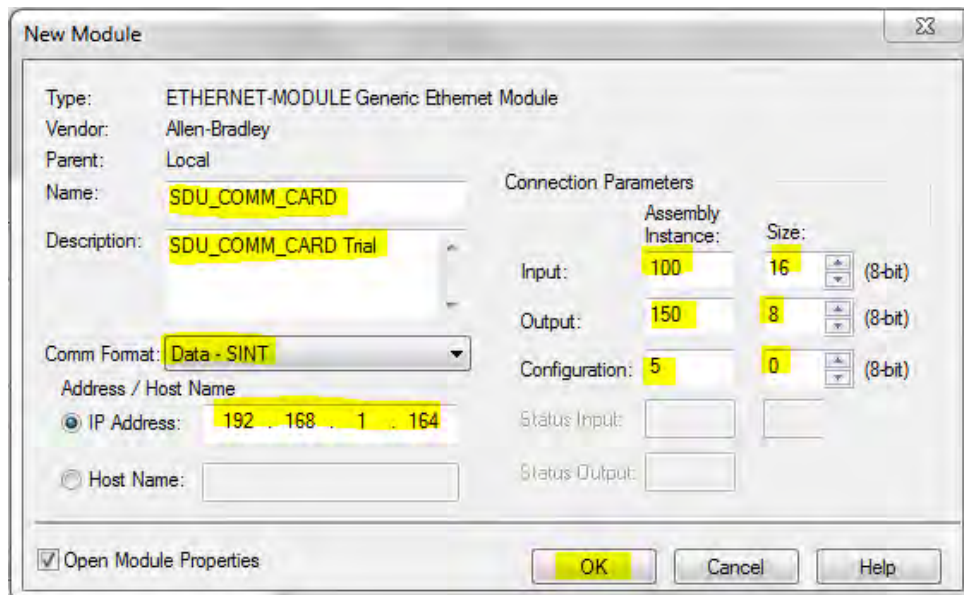 New Module
Type: ETHERNET-MODULE Generic Ethernet Module
Vendor: Allen-Bradley
Parent: Local
Name: SDU_COMM_CARD
Description: SDU_COMM_CARD Trial
Comm Format: Data - SINT
Address / Host Name
IP Address: 192 . 168 . 1 . 164
Host Name:
Connection Parameters
Assembly
Instance: Size:
Input: 100 16 (8-bit)
Output: 150 8 (8-bit)
Configuration: 5 0 (8-bit)
Status Input:
Status Output:
Open Module Properties
OK Cancel Help